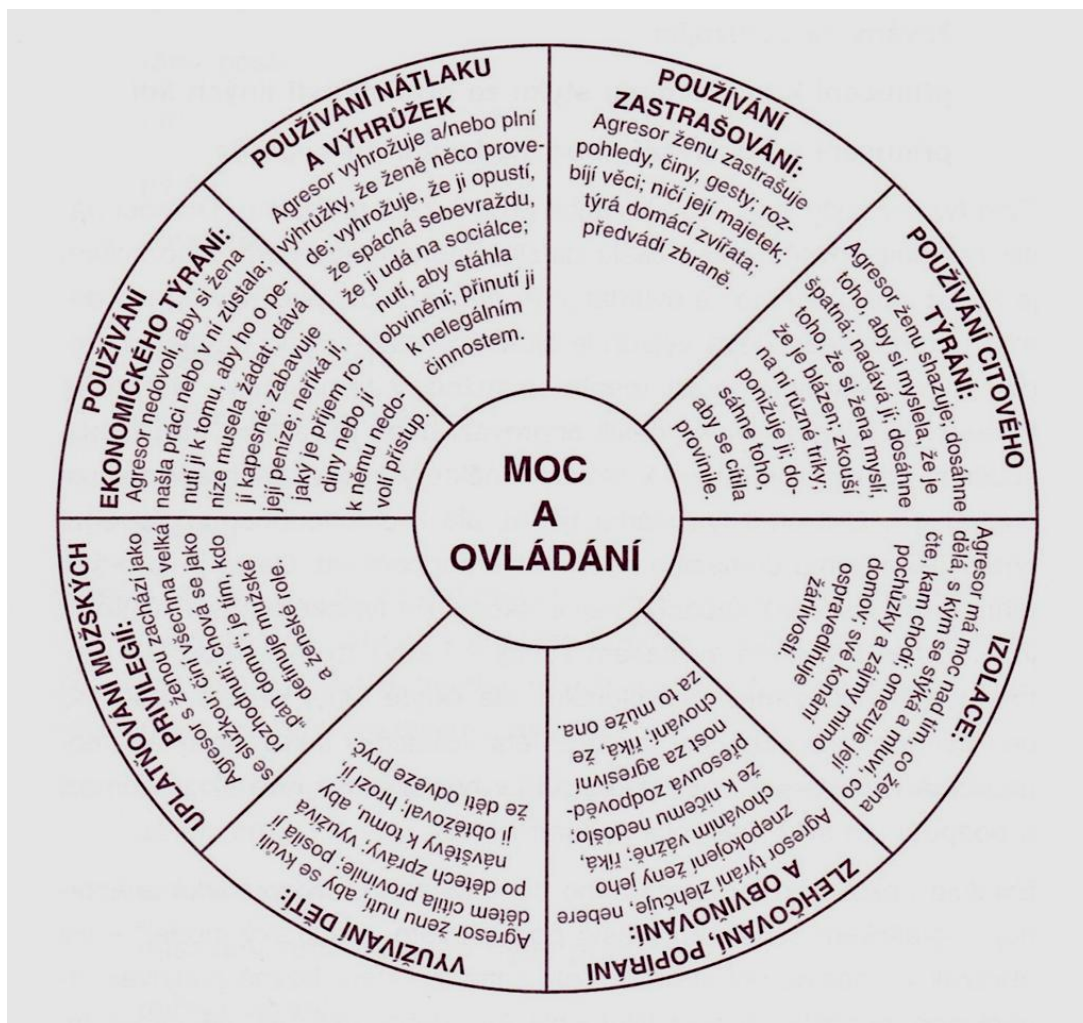 POUŽÍVÁNÍ NÁTLAKU
A VÝHRŮŽEK
Agresor vyhrožuje a/nebo plní
výhrůžky, že ženě něco prove-
de; vyhrožuje, že ji opustí,
že spáchá sebevraždu,
že ji udá na sociálce;
nutí, aby stáhla
obvinění; přinutí ji
k nelegálním
činnostem.
POUŽÍVÁNÍ
ZASTRAŠOVÁNÍ:
Agresor ženu zastrašuje
pohledy, činy, gesty; roz-
bíjí věci; ničí její majetek;
týrá domácí zvířata;
předvádí zbraně.
POUŽÍVÁNÍ CITOVÉHO
TÝRÁNÍ:
Agresor ženu shazuje; dosáhne
toho, aby si myslela, že je
špatná; nadává jí; dosáhne
toho, že si žena myslí,
že je blázen; zkouší
na ni různé triky;
ponižuje ji; do-
sáhne toho,
aby se cítila
provinile.
IZOLACE:
Agresor má moc nad tím, co žena
dělá, s kým se stýká a mluví, co
čte, kam chodí; omezuje její
pochůzky a zájmy mimo
domov; své konání
ospravedlňuje
žárlivostí.
ZLEHČOVÁNÍ, POPÍRÁNÍ
A OBVIŇOVÁNÍ:
Agresor týrání zlehčuje, nebere
znepokojení ženy jeho
chováním vážně; říká,
že k ničemu nedošlo;
přesouvá zodpověd-
nost za agresivní
chování; říká, že
za to může ona.
VYUŽÍVÁNÍ DĚTÍ:
Agresor ženu nutí, aby se kvůli
dětem cítila provinile; posílá jí
po dětech zprávy; využívá
návštěvy k tomu, aby
ji obtěžoval; hrozí jí,
že děti odveze pryč.
UPLATŇOVÁNÍ MUŽSKÝCH
PRIVILEGIÍ:
Agresor s ženou zachází jako
se služkou; činí všechna velká
rozhodnutí; chová se jako
„pán domu; je tím, kdo
definuje mužské
a ženské role.
POUŽÍVÁNÍ
EKONOMICKÉHO TÝRÁNÍ:
Agresor nedovolí, aby si žena
našla práci nebo v ní zůstala;
nutí ji k tomu, aby ho o pe-
níze musela žádat; dává
jí kapesné; zabavuje
její peníze; neříká jí,
jaký je příjem ro-
diny nebo jí
k němu nedo-
volí přístup.
MOC
A
OVLÁDÁNÍ